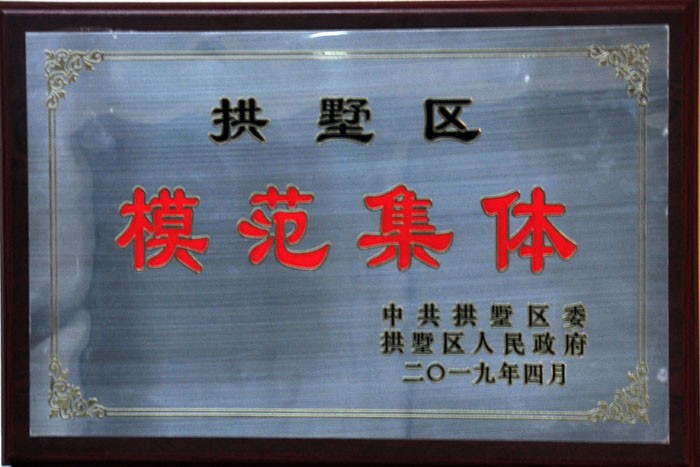 拱墅区
模范集体
中共拱墅区委
拱墅区人民政府
二〇一九年四月